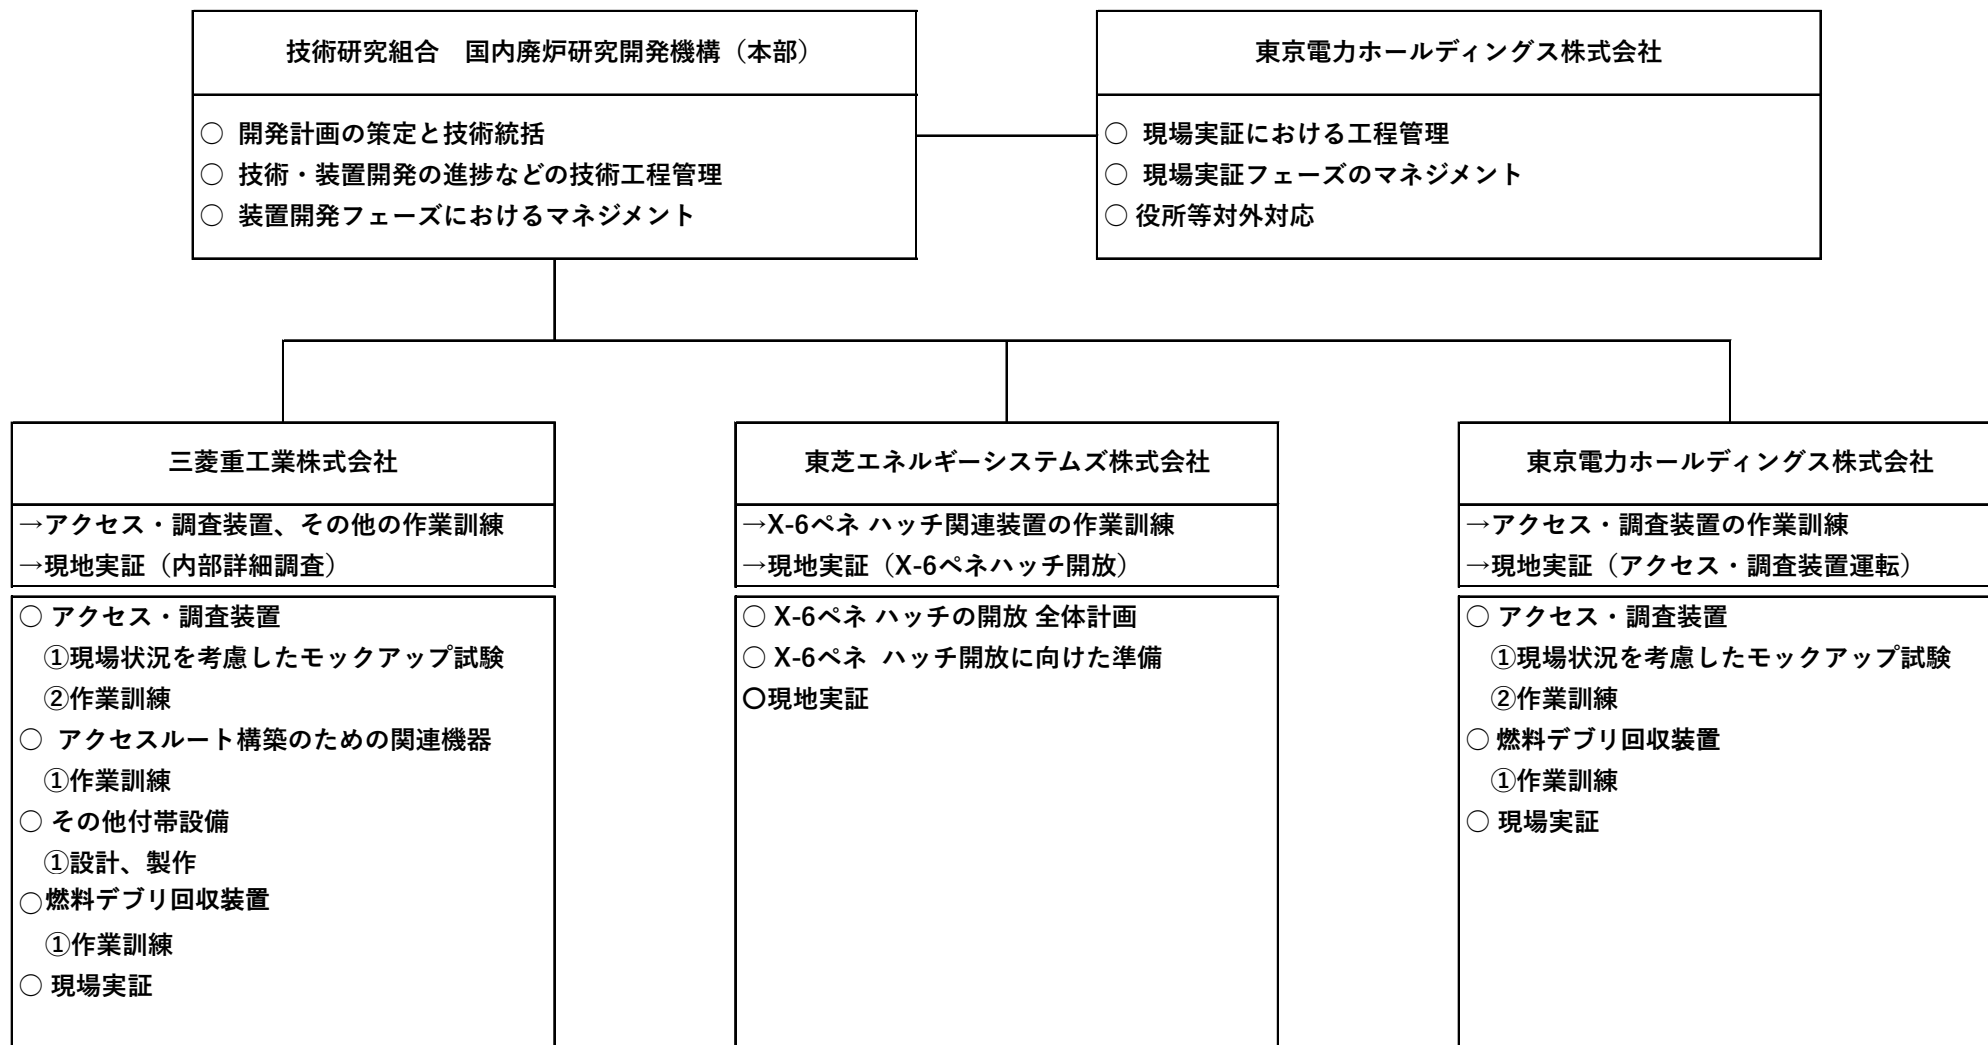 技術研究組合　国内廃炉研究開発機構（本部）
○ 開発計画の策定と技術統括
○ 技術・装置開発の進捗などの技術工程管理
○ 装置開発フェーズにおけるマネジメント
東京電力ホールディングス株式会社
○ 現場実証における工程管理
○ 現場実証フェーズのマネジメント
○ 役所等対外対応
三菱重工業株式会社
→アクセス・調査装置、その他の作業訓練
→現地実証（内部詳細調査）
○ アクセス・調査装置
①現場状況を考慮したモックアップ試験
②作業訓練
○ アクセスルート構築のための関連機器
①作業訓練
○ その他付帯設備
①設計、製作
○燃料デブリ回収装置
①作業訓練
○ 現場実証
東芝エネルギーシステムズ株式会社
→X-6ペネ ハッチ関連装置の作業訓練
→現地実証（X-6ペネハッチ開放）
○ X-6ペネ ハッチの開放 全体計画
○ X-6ペネ ハッチ開放に向けた準備
〇現地実証
東京電力ホールディングス株式会社
→アクセス・調査装置の作業訓練
→現地実証（アクセス・調査装置運転）
○ アクセス・調査装置
①現場状況を考慮したモックアップ試験
②作業訓練
○ 燃料デブリ回収装置
①作業訓練
○ 現場実証